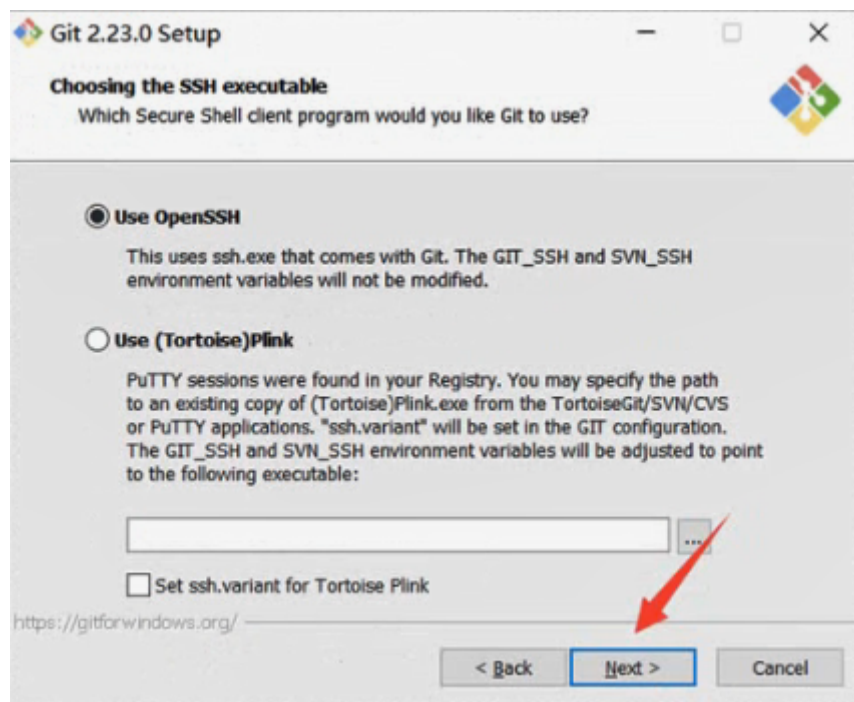 Git 2.23.0 Setup
Choosing the SSH executable
Which Secure Shell client program would you like Git to use?
Use OpenSSH
This uses ssh.exe that comes with Git. The GIT_SSH and SVN_SSH
environment variables will not be modified.
Use (Tortoise)Plink
PuTTY sessions were found in your Registry. You may specify the path
to an existing copy of (Tortoise)Plink.exe from the TortoiseGit/SVN/CVS
or PuTTY applications. "ssh.variant" will be set in the GIT configuration.
The GIT_SSH and SVN_SSH environment variables will be adjusted to point
to the following executable:
...
Set ssh.variant for Tortoise Plink
https://gitforwindows.org/
< Back Next > Cancel